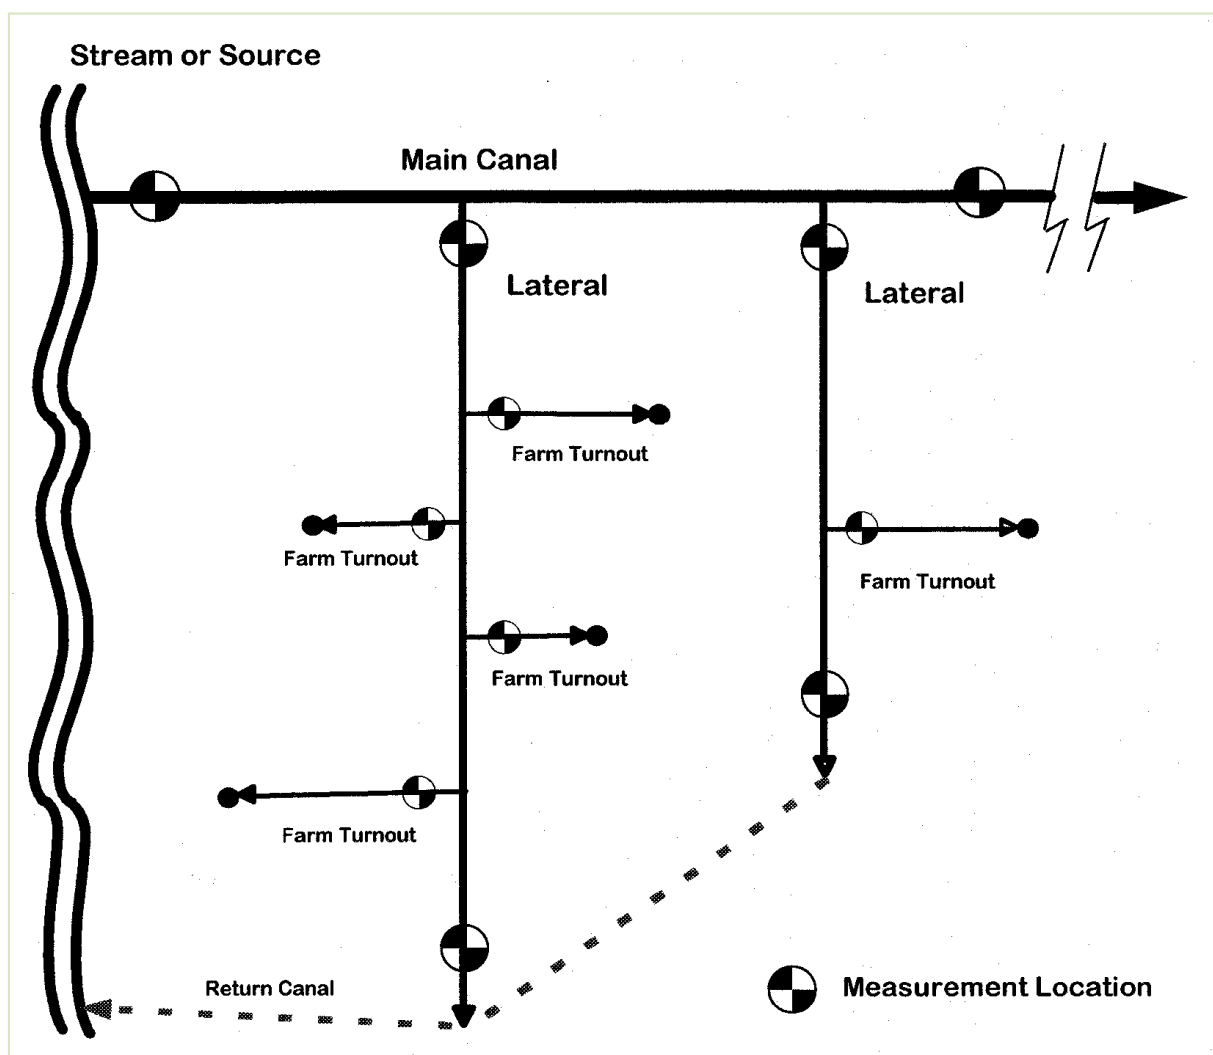 Stream or Source
Main Canal
Lateral
Lateral
Farm Turnout
Farm Turnout
Farm Turnout
Farm Turnout
Farm Turnout
Return Canal
Measurement Location